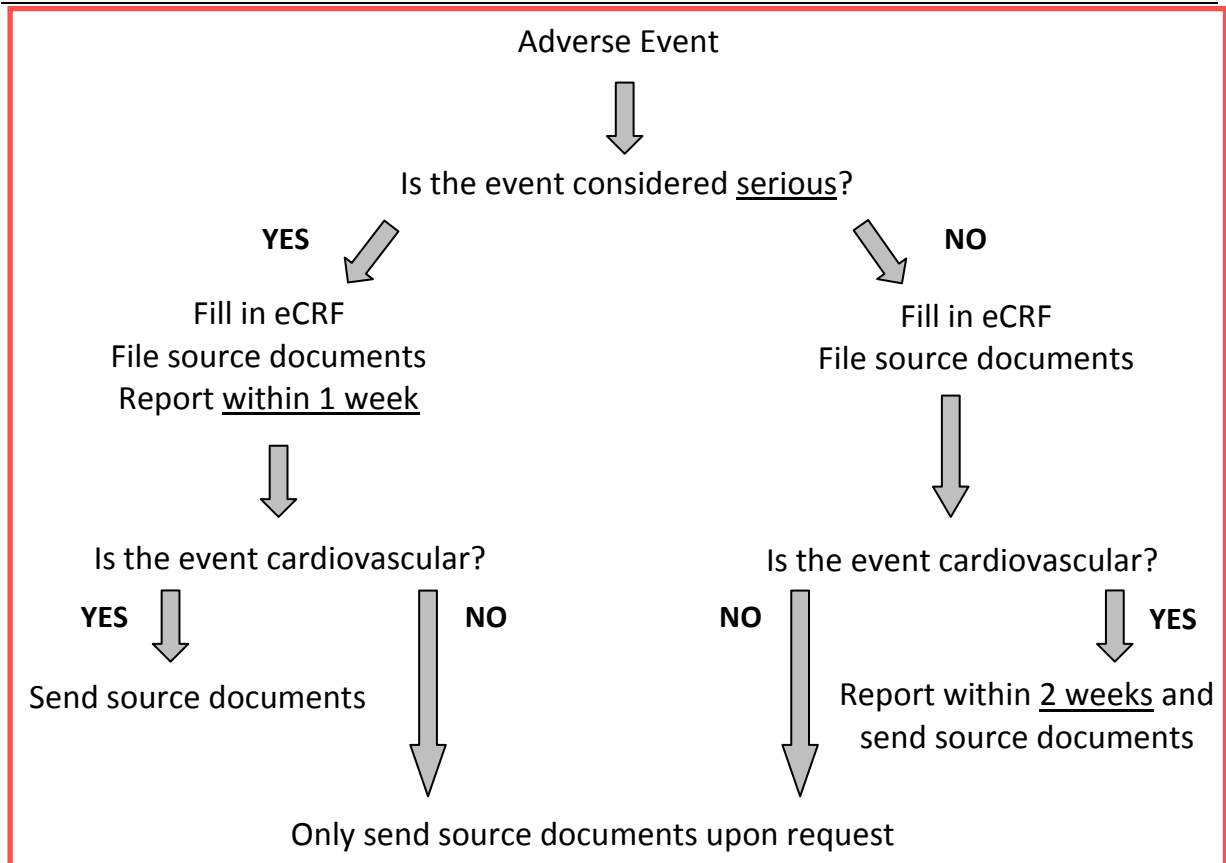 Adverse Event
Is the event considered serious?
YES
NO
Fill in eCRF
File source documents
Report within 1 week
Fill in eCRF
File source documents
Is the event cardiovascular?
Is the event cardiovascular?
YES
NO
NO
YES
Send source documents
Report within 2 weeks and
send source documents
Only send source documents upon request